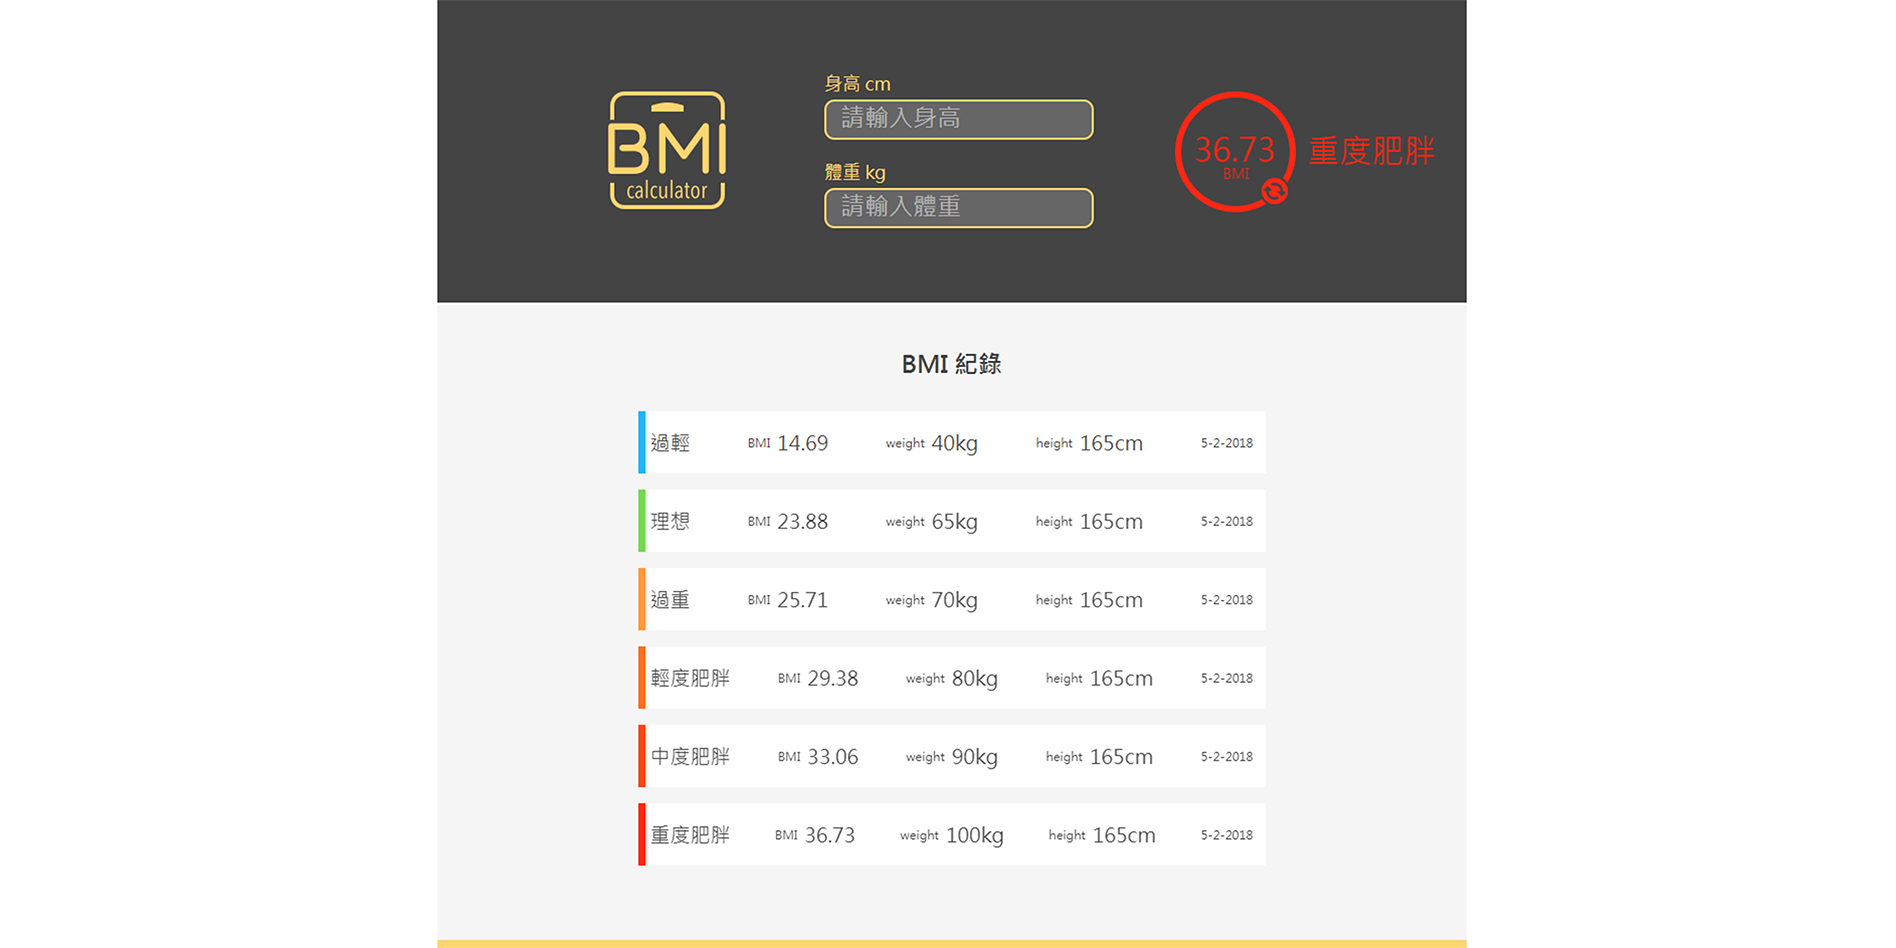 BMI
calculator
身高 cm
請輸入身高
體重 kg
請輸入體重
36.73
BMI
重度肥胖
BMI 紀錄
過輕 BMI 14.69 weight 40kg height 165cm 5-2-2018
理想 BMI 23.88 weight 65kg height 165cm 5-2-2018
過重 BMI 25.71 weight 70kg height 165cm 5-2-2018
輕度肥胖 BMI 29.38 weight 80kg height 165cm 5-2-2018
中度肥胖 BMI 33.06 weight 90kg height 165cm 5-2-2018
重度肥胖 BMI 36.73 weight 100kg height 165cm 5-2-2018